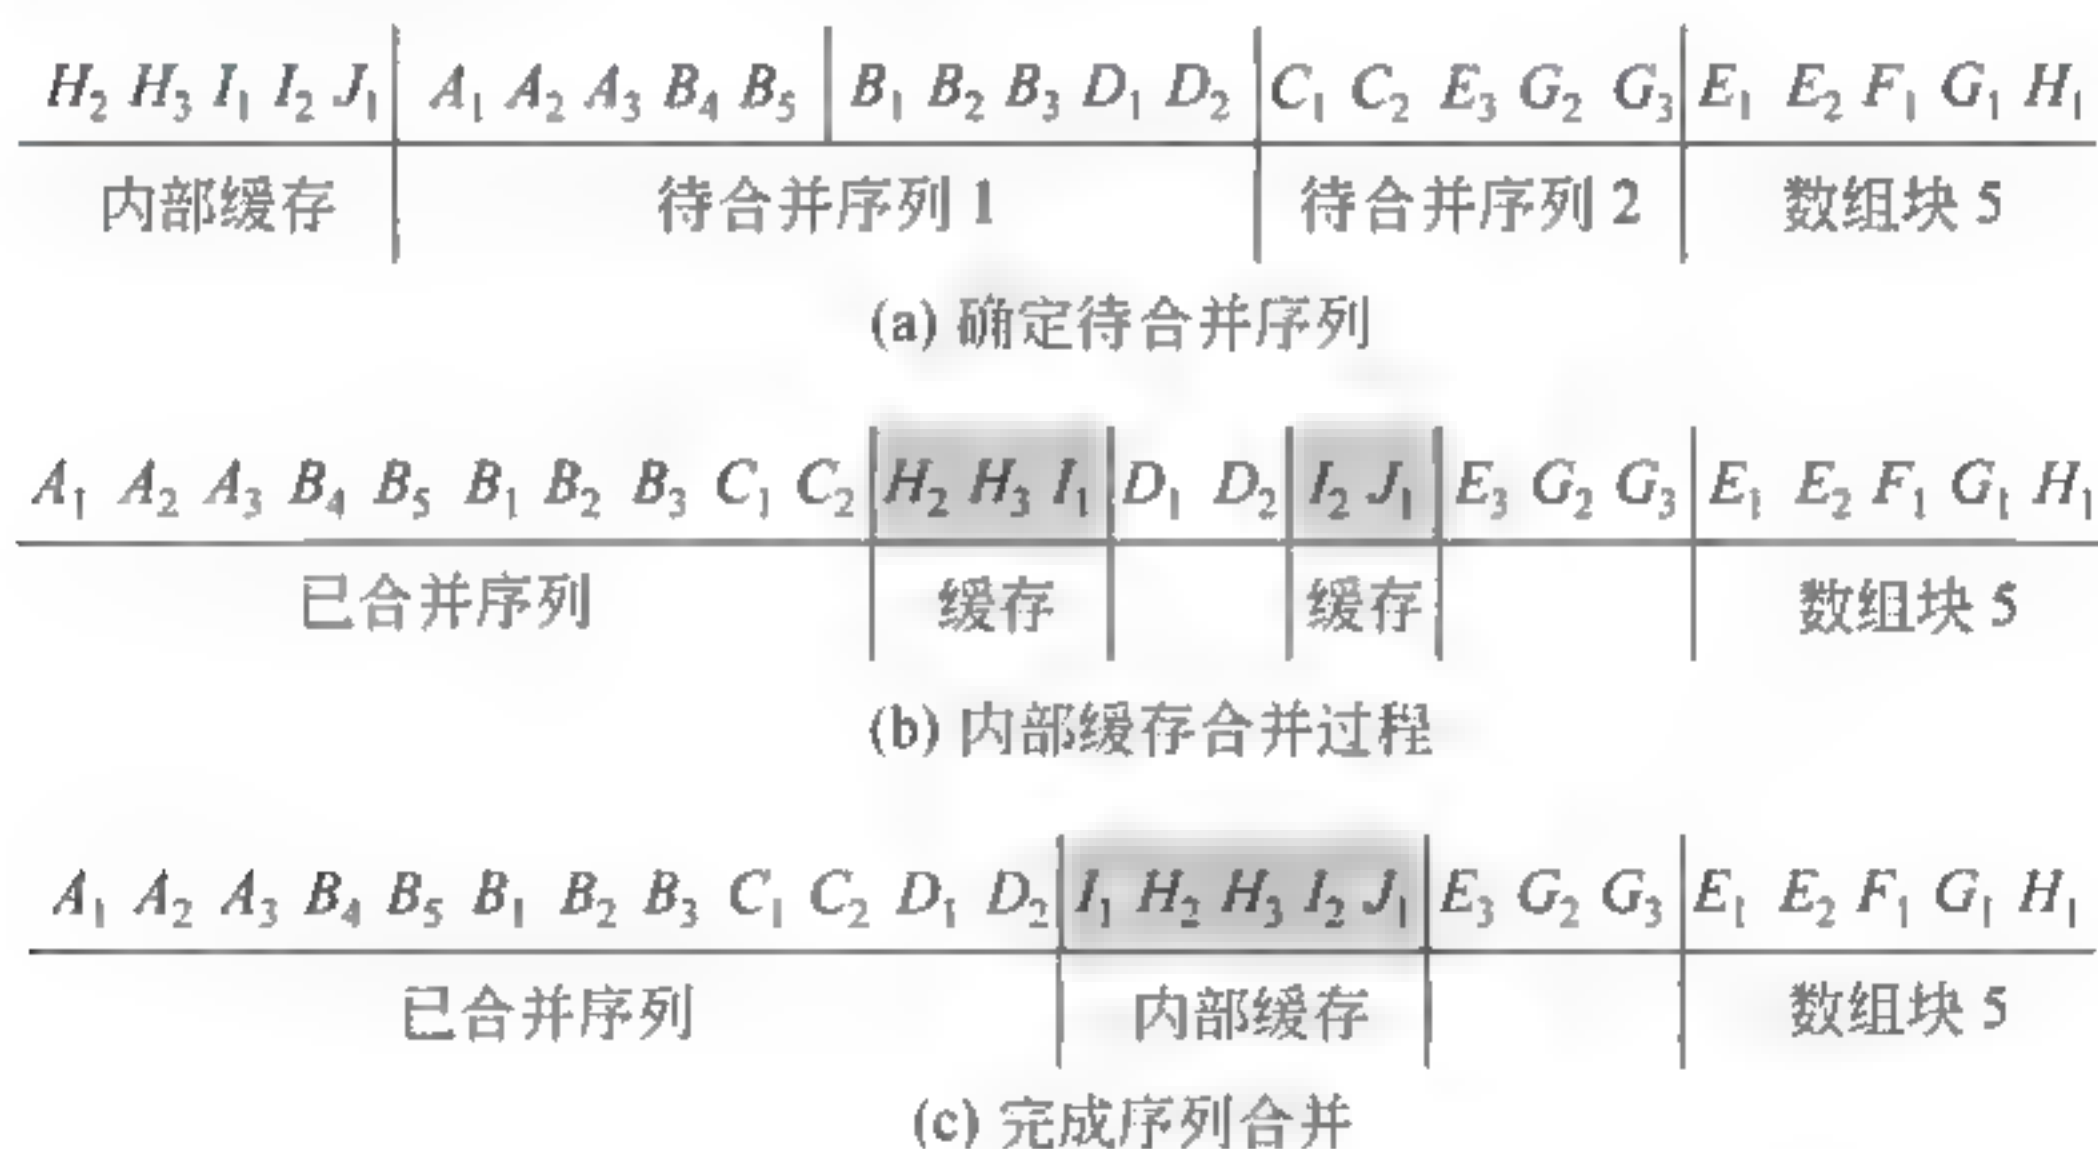 H₂ H₃ I₁ I₂ J₁ A₁ A₂ A₃ B₄ B₅ B₁ B₂ B₃ D₁ D₂ C₁ C₂ E₃ G₂ G₃ E₁ E₂ F₁ G₁ H₁
内部缓存 待合并序列 1 待合并序列 2 数组块 5
(a) 确定待合并序列
A₁ A₂ A₃ B₄ B₅ B₁ B₂ B₃ C₁ C₂ H₂ H₃ I₁ D₁ D₂ I₂ J₁ E₃ G₂ G₃ E₁ E₂ F₁ G₁ H₁
已合并序列 缓存 缓存 数组块 5
(b) 内部缓存合并过程
A₁ A₂ A₃ B₄ B₅ B₁ B₂ B₃ C₁ C₂ D₁ D₂ I₁ H₂ H₃ I₂ J₁ E₃ G₂ G₃ E₁ E₂ F₁ G₁ H₁
已合并序列 内部缓存 数组块 5
(c) 完成序列合并